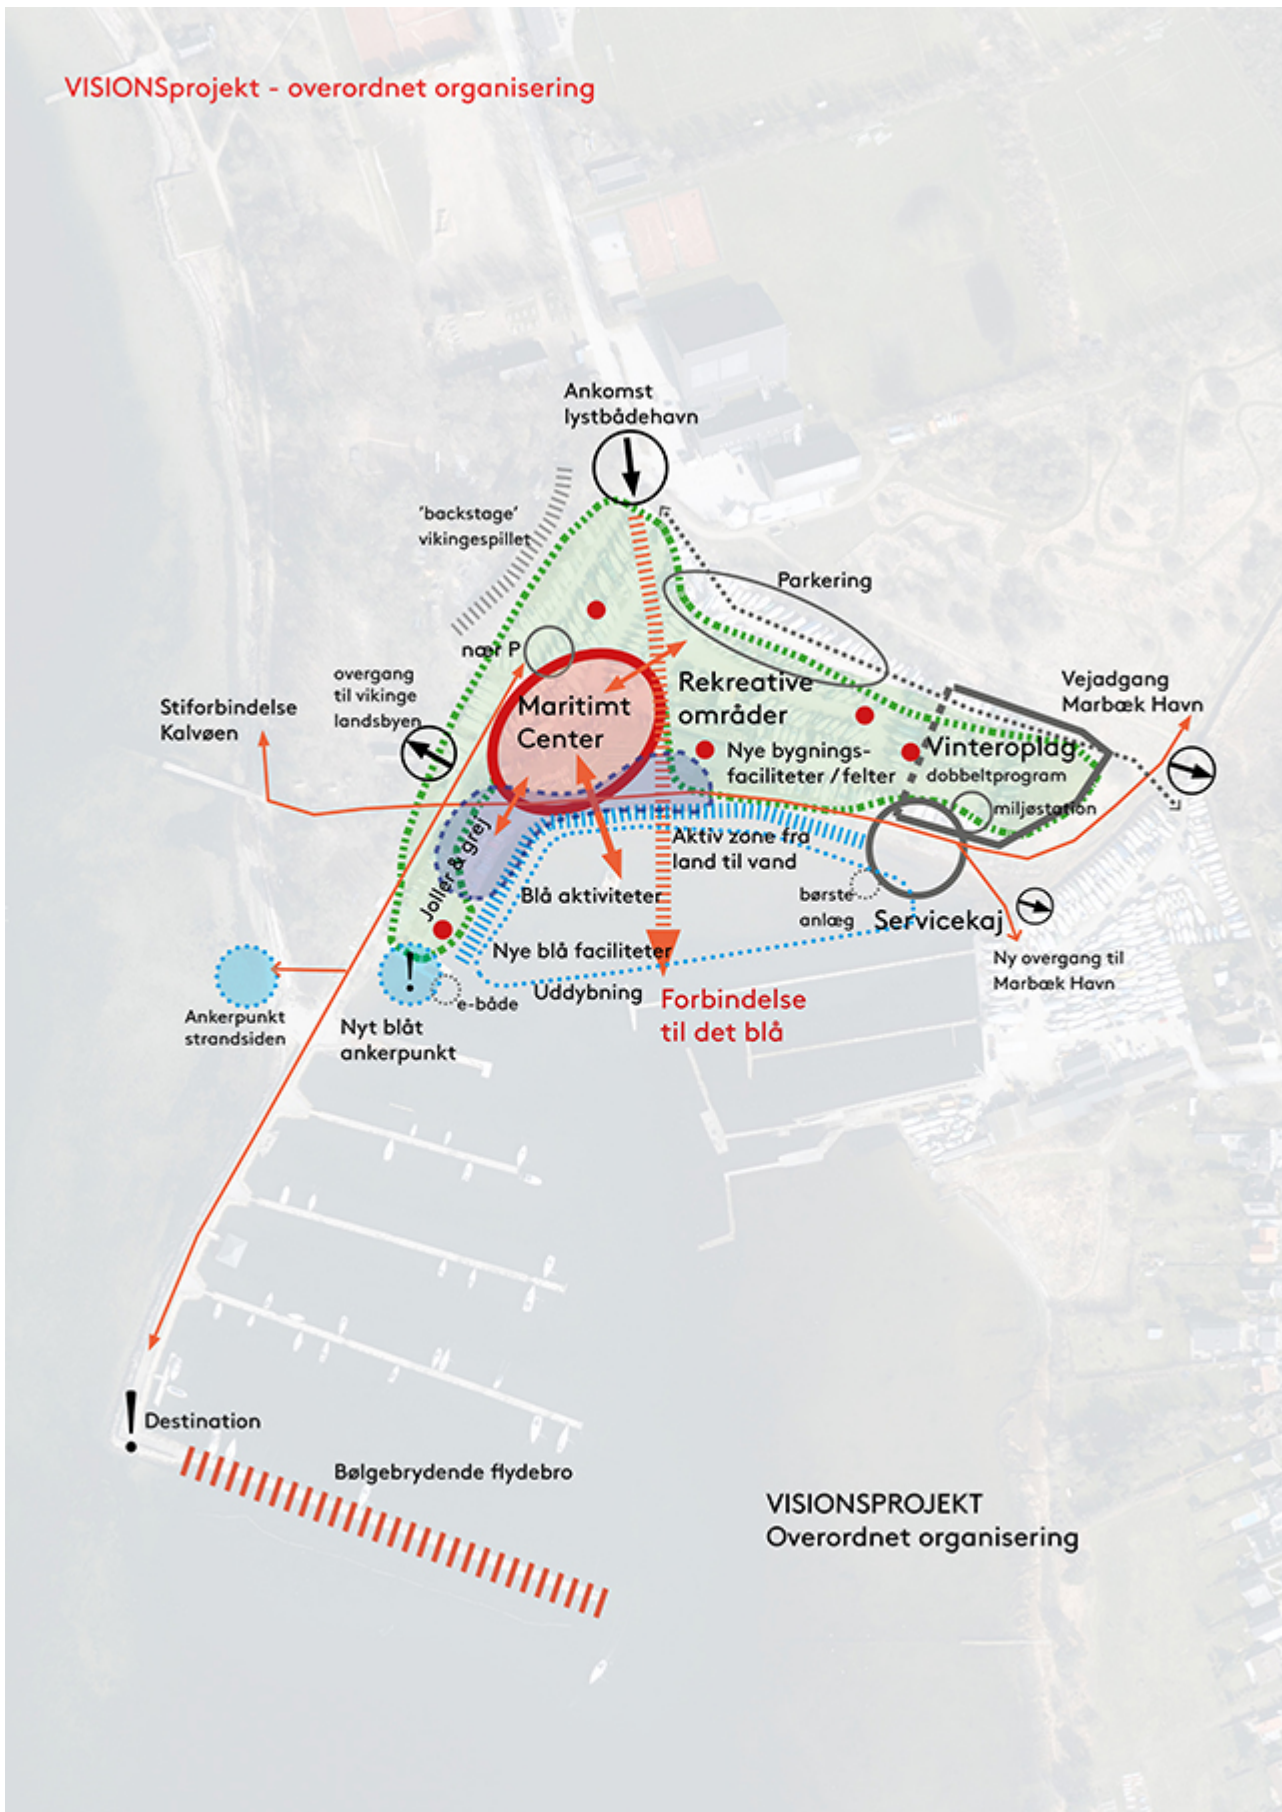 VISIONSprojekt - overordnet organisering
Ankomst
lystbådehavn
'backstage'
vikingespillet
Parkering
nær P
overgang
til vikinge
landsbyen
Stiforbindelse
Kalvøen
Maritimt
Center
Rekreative
områder
Nye bygnings-
faciliteter / felter
Vejadgang
Marbæk Havn
Vinteroplag
dobbeltprogram
miljøstation
Joller & grej
Aktiv zone fra
land til vand
Blå aktiviteter
børste
anlæg
Servicekaj
Nye blå faciliteter
Uddybning
e-både
Ny overgang til
Marbæk Havn
Forbindelse
til det blå
Ankerpunkt
strandsiden
!
Nyt blåt
ankerpunkt
! Destination
Bølgebrydende flydebro
VISIONSPROJEKT
Overordnet organisering